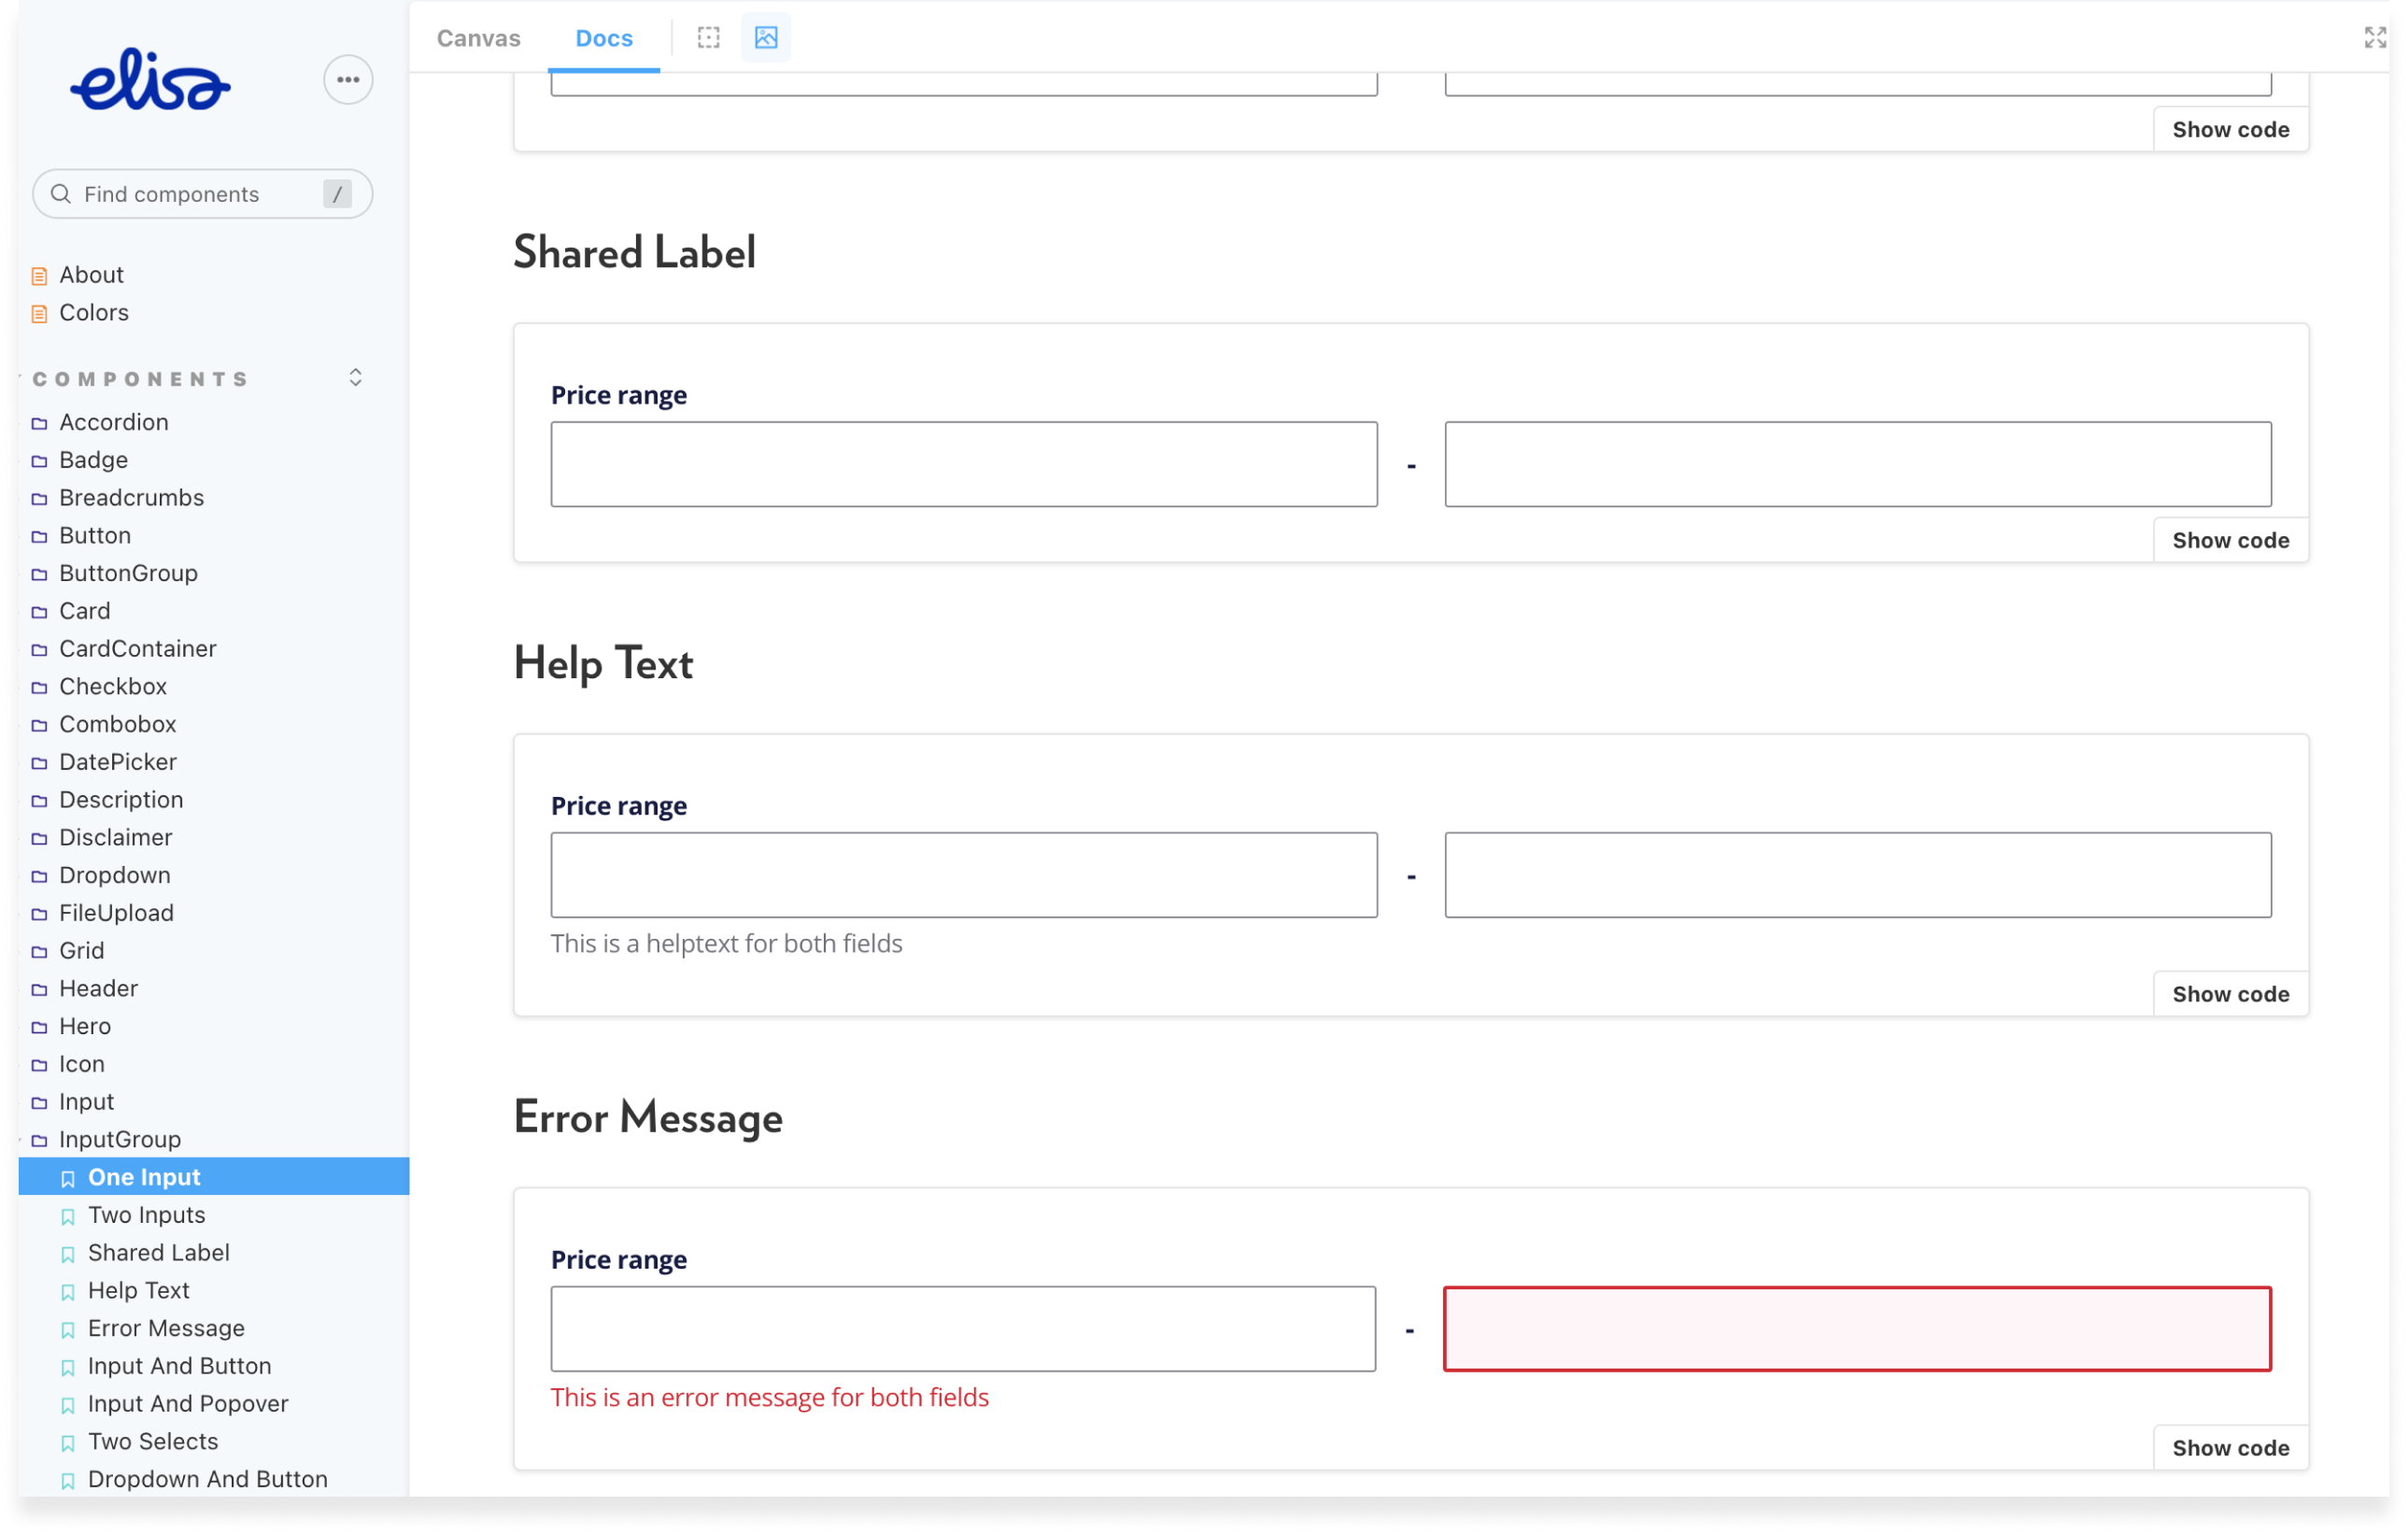 elisa
Find components /
About
Colors
COMPONENTS
Accordion
Badge
Breadcrumbs
Button
ButtonGroup
Card
CardContainer
Checkbox
Combobox
DatePicker
Description
Disclaimer
Dropdown
FileUpload
Grid
Header
Hero
Icon
Input
InputGroup
One Input
Two Inputs
Shared Label
Help Text
Error Message
Input And Button
Input And Popover
Two Selects
Dropdown And Button
Canvas Docs
Show code
Shared Label
Price range
-
Show code
Help Text
Price range
-
This is a helptext for both fields
Show code
Error Message
Price range
-
This is an error message for both fields
Show code